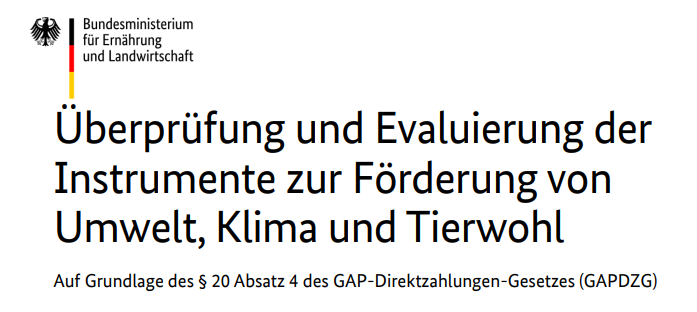 Bundesministerium
für Ernährung
und Landwirtschaft
Überprüfung und Evaluierung der
Instrumente zur Förderung von
Umwelt, Klima und Tierwohl
Auf Grundlage des § 20 Absatz 4 des GAP-Direktzahlungen-Gesetzes (GAPDZG)